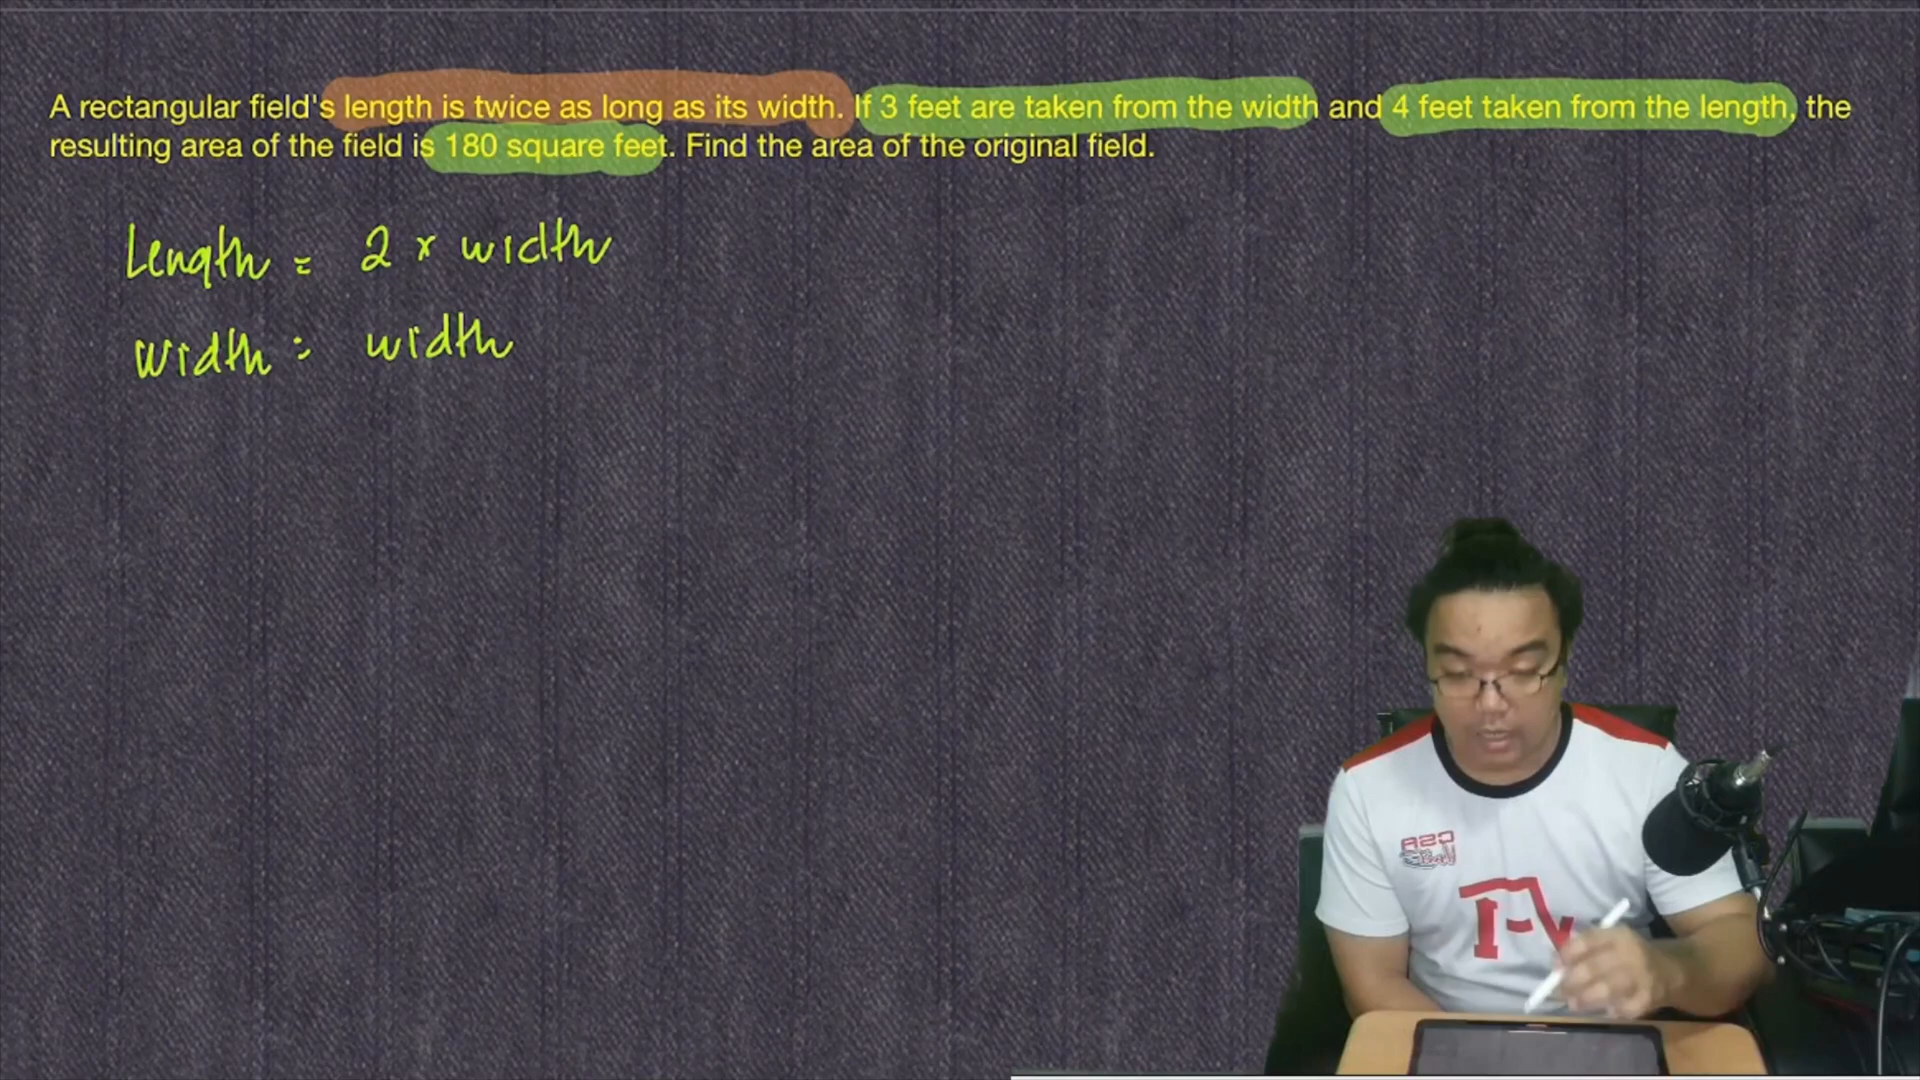 A rectangular field's length is twice as long as its width. If 3 feet are taken from the width and 4 feet taken from the length, the
resulting area of the field is 180 square feet. Find the area of the original field.
Length = 2 x width
width = width